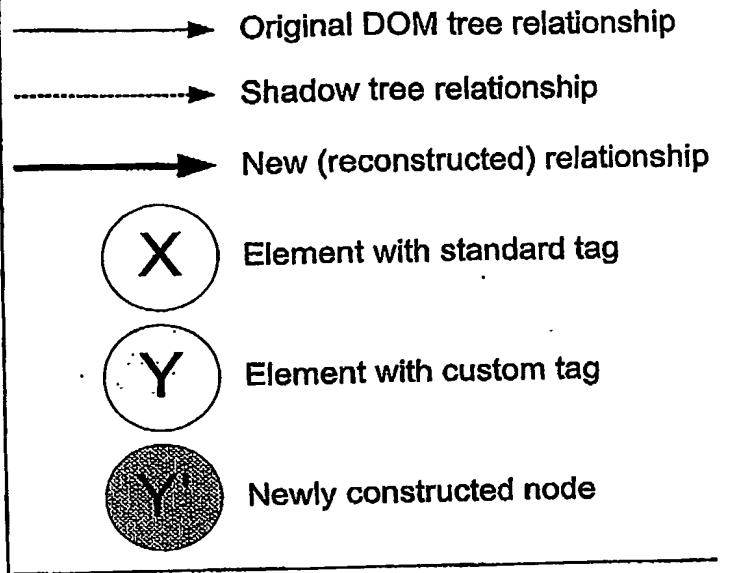 Original DOM tree relationship
Shadow tree relationship
New (reconstructed) relationship
X Element with standard tag
Y Element with custom tag
Y' Newly constructed node